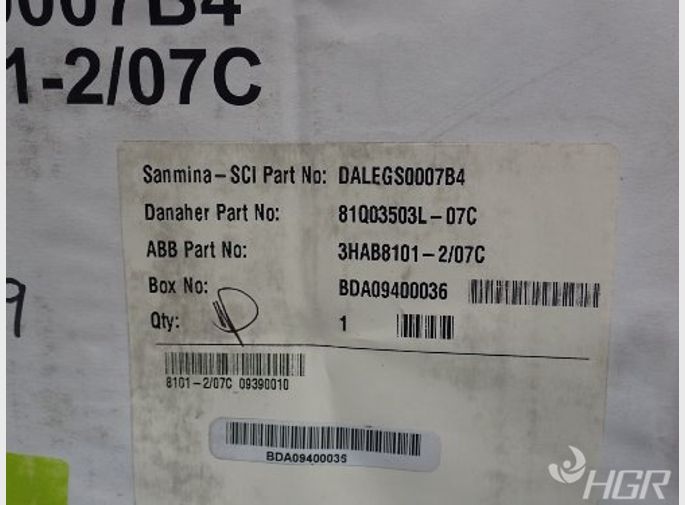 0007B4
1-2/07C
Sanmina-SCI Part No: DALEGS0007B4
Danaher Part No: 81Q03503L-07C
ABB Part No: 3HAB8101-2/07C
Box No: BDA09400036
Qty: 1
8101-2/07C 09390010
BDA09400035
9
HGR